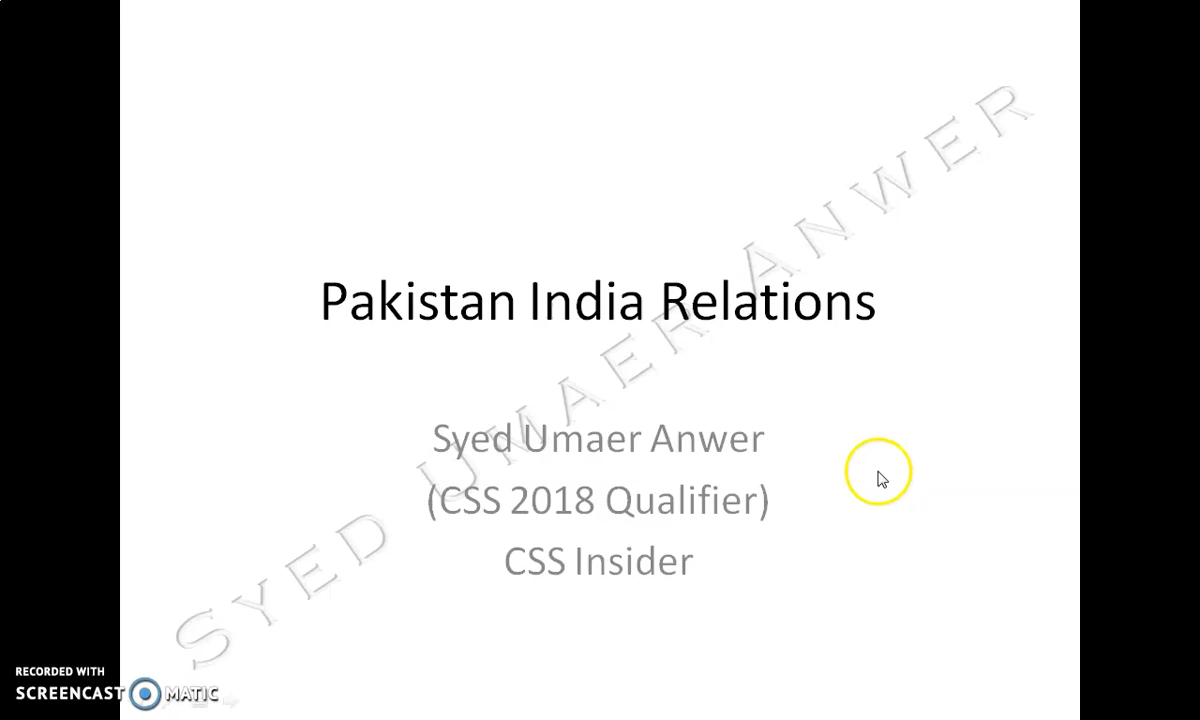 Pakistan India Relations
Syed Umaer Anwer
(CSS 2018 Qualifier)
CSS Insider
SYED UMAER ANWER
RECORDED WITH
SCREENCAST MATIC